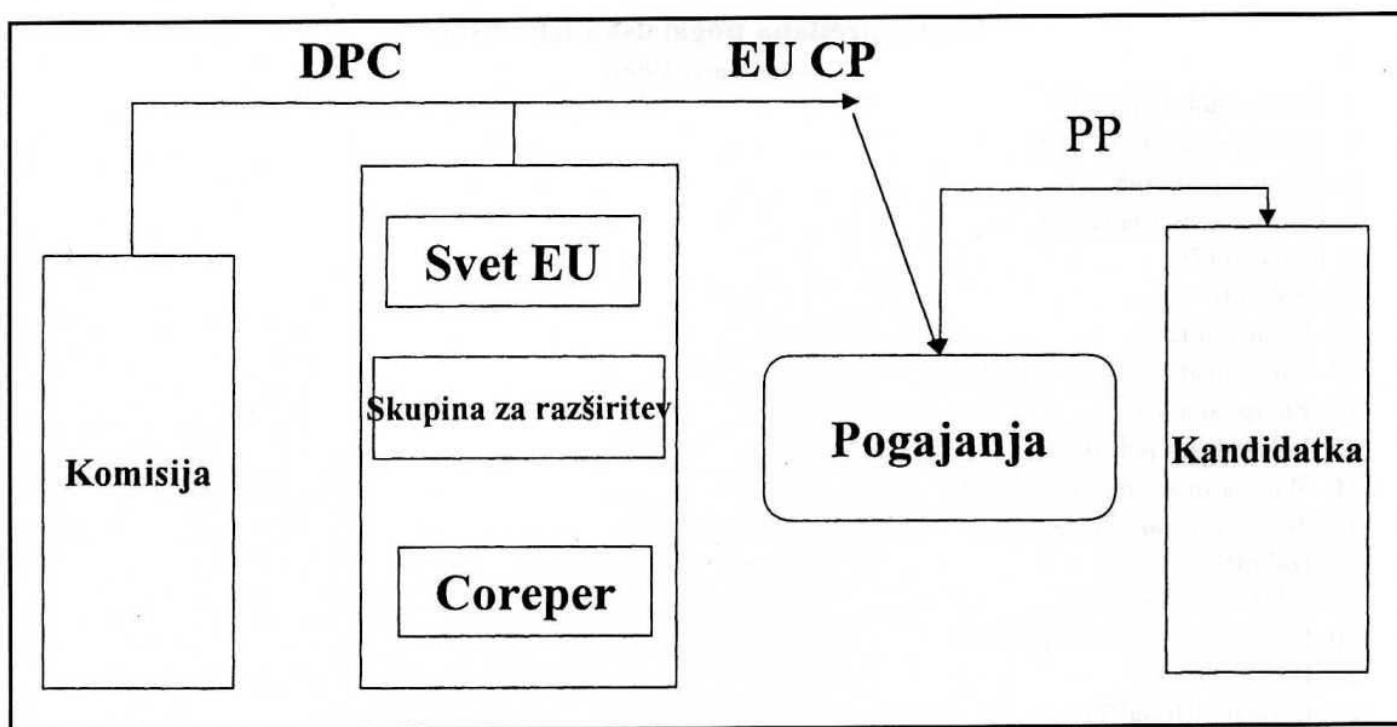 DPC
EU CP
PP
Svet EU
Skupina za razširitev
Coreper
Komisija
Pogajanja
Kandidatka